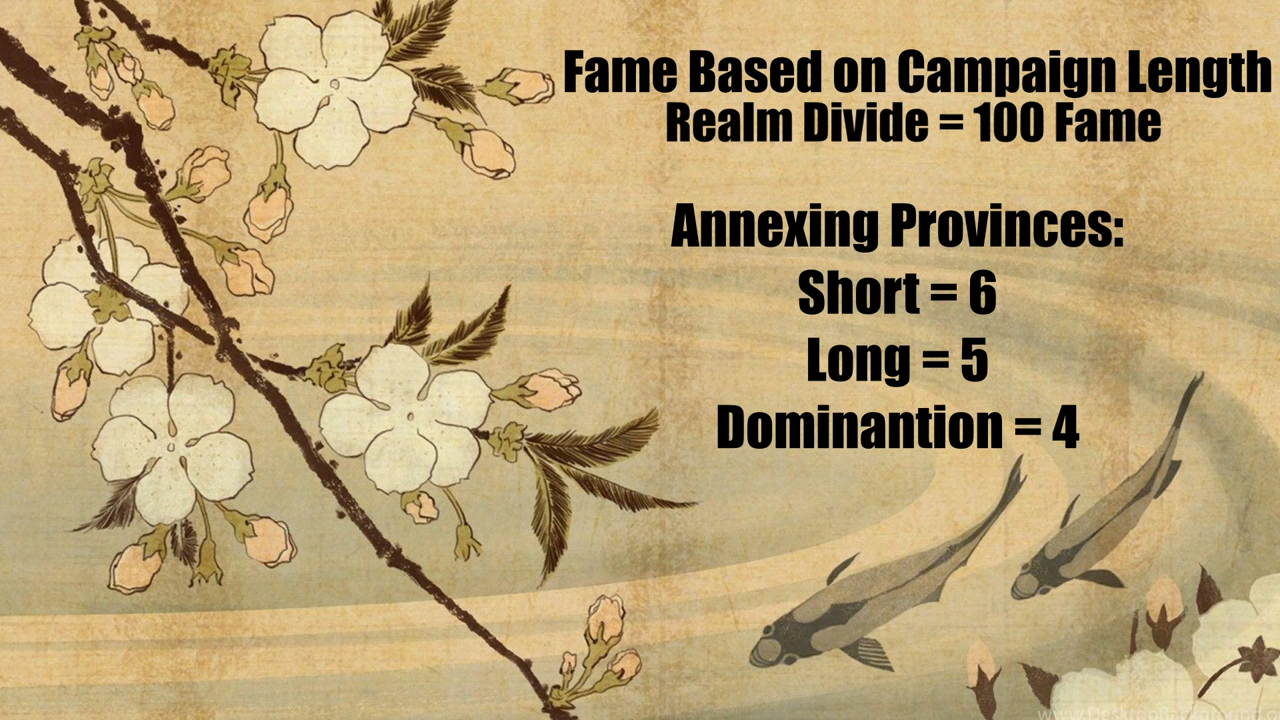 Fame Based on Campaign Length
Realm Divide = 100 Fame
Annexing Provinces:
Short = 6
Long = 5
Dominantion = 4